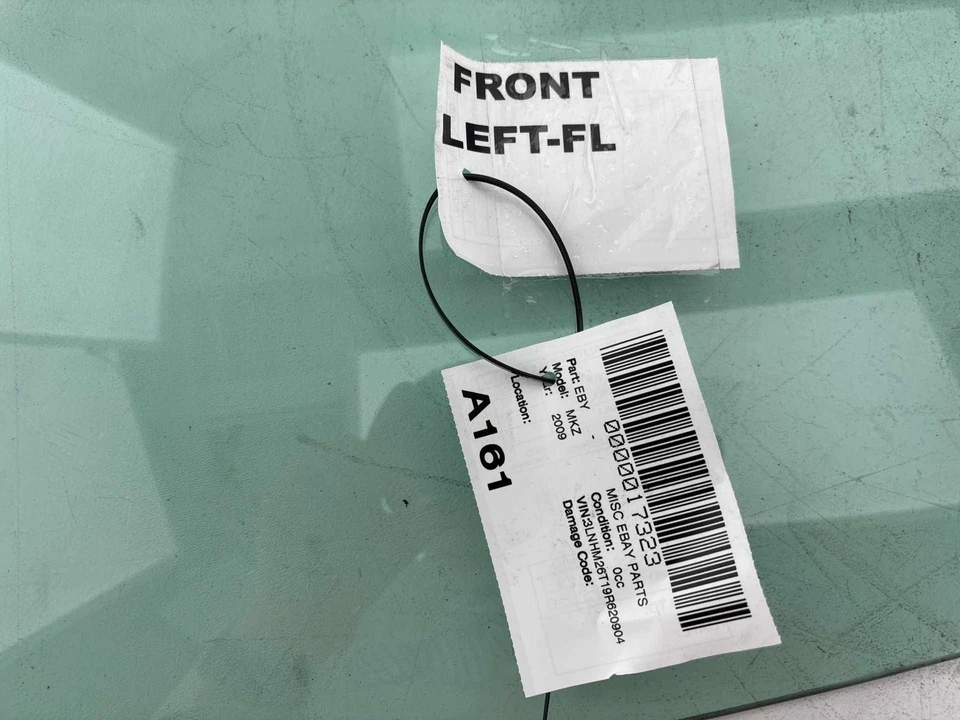 FRONT
LEFT-FL
0000017323
Part: EBY -
MISC EBAY PARTS
Model: MKZ
Condition: 0cc
Year: 2009
VIN:3LNHM26T19R620904
Location:
Damage Code:
A161